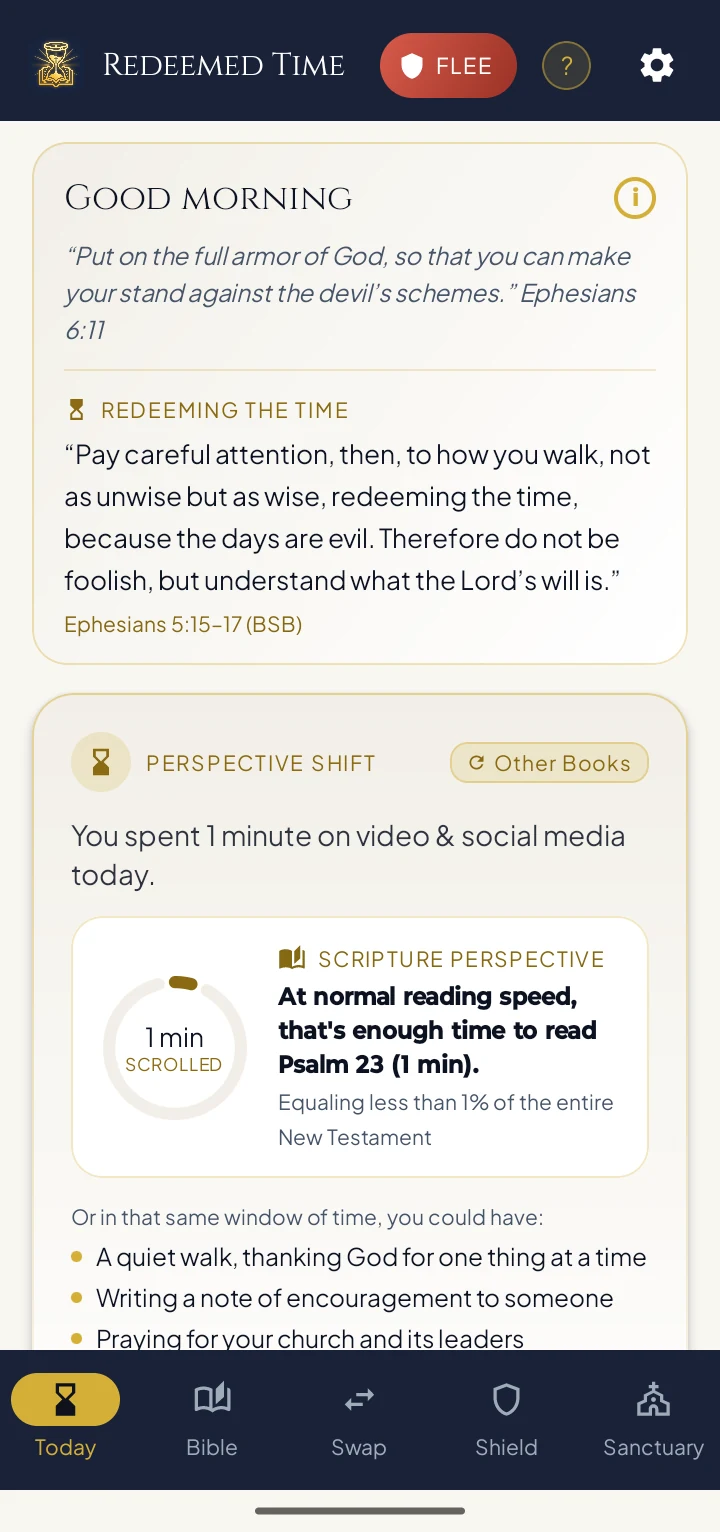 REDEEMED TIME
FLEE
?
GOOD MORNING
i
“Put on the full armor of God, so that you can make
your stand against the devil’s schemes.” Ephesians
6:11
REDEEMING THE TIME
“Pay careful attention, then, to how you walk, not
as unwise but as wise, redeeming the time,
because the days are evil. Therefore do not be
foolish, but understand what the Lord’s will is.”
Ephesians 5:15–17 (BSB)
PERSPECTIVE SHIFT
Other Books
You spent 1 minute on video & social media
today.
1 min
SCROLLED
SCRIPTURE PERSPECTIVE
At normal reading speed,
that's enough time to read
Psalm 23 (1 min).
Equaling less than 1% of the entire
New Testament
Or in that same window of time, you could have:
A quiet walk, thanking God for one thing at a time
Writing a note of encouragement to someone
Praying for your church and its leaders
Today
Bible
Swap
Shield
Sanctuary